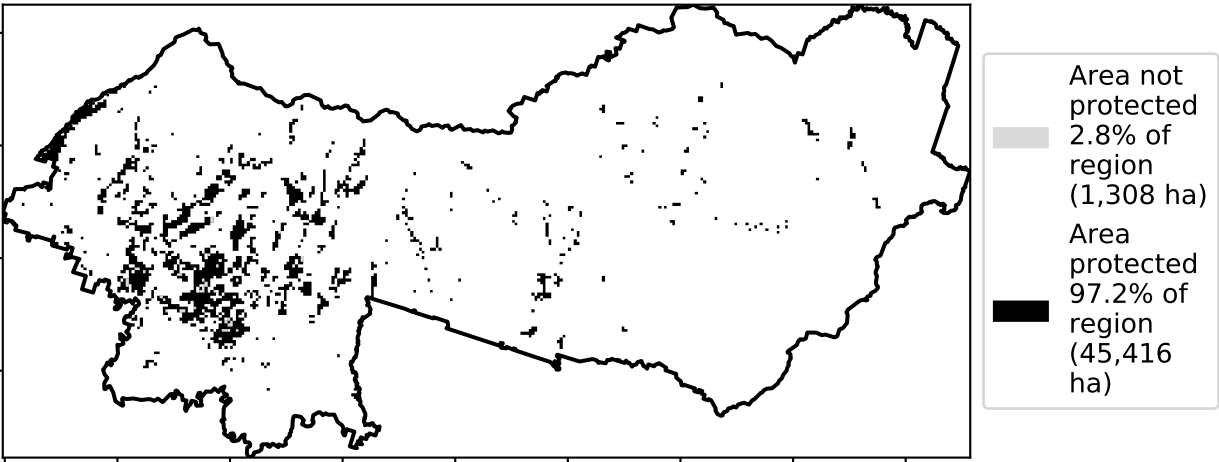 Area not
protected
2.8% of
region
(1,308 ha)
Area
protected
97.2% of
region
(45,416
ha)